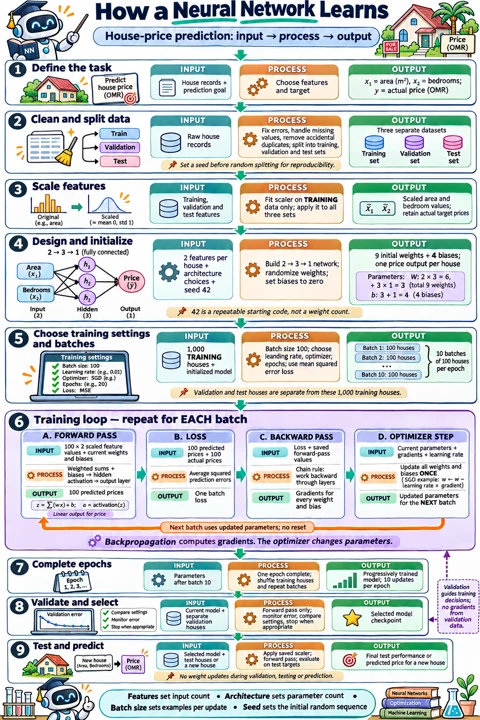 How a Neural Network Learns
House-price prediction: input → process → output
NN
Price
(OMR)
1 Define the task
Predict
house price
(OMR)
INPUT
House records +
prediction goal
PROCESS
Choose features
and target
OUTPUT
x₁ = area (m²), x₂ = bedrooms;
y = actual price (OMR)
2 Clean and split data
Train
Validation
Test
INPUT
Raw house
records
PROCESS
Fix errors, handle missing
values, remove accidental
duplicates; split into training,
validation and test sets
OUTPUT
Three separate datasets
Training
set
Validation
set
Test
set
Set a seed before random splitting for reproducibility.
3 Scale features
Original
(e.g., area)
Scaled
(≈ mean 0, std 1)
INPUT
Training,
validation
and test features
PROCESS
Fit scaler on TRAINING
data only; apply it to all
three sets
OUTPUT
x̃₁ x̃₂
Scaled area and
bedroom values;
retain actual
target prices
4 Design and initialize
2 → 3 → 1 (fully connected)
Area
(x₁)
Bedrooms
(x₂)
h₁
h₂
h₃
Price
(ŷ)
Input
(2)
Hidden
(3)
Output
(1)
INPUT
2 features per
house +
architecture
choices +
seed 42
PROCESS
Build 2 → 3 → 1 network;
randomize weights;
set biases to zero
OUTPUT
9 initial weights + 4 biases;
one price output per house
Parameters: W: 2 × 3 = 6,
+ 3 × 1 = 3 (total 9 weights)
b: 3 + 1 = 4 (4 biases)
42 is a repeatable starting code, not a weight count.
5 Choose training settings
and batches
Training settings
Batch size: 100
Learning rate: (e.g., 0.01)
Optimizer: SGD (e.g.)
Epochs: (e.g., 20)
Loss: MSE
INPUT
1,000
TRAINING
houses +
initialized model
PROCESS
Batch size 100; choose
leanding rate, optimizer,
epochs; use mean squared
error loss
OUTPUT
Batch 1: 100 houses
Batch 2: 100 houses
...
Batch 10: 100 houses
10 batches
of 100 houses
per epoch
Validation and test houses are separate from these 1,000 training houses.
6 Training loop — repeat for EACH batch
A. FORWARD PASS
INPUT
100 × 2 scaled feature
values + current weights
and biases
PROCESS
Weighted sums +
biases → hidden
activation → output layer
OUTPUT
100 predicted prices
z = ∑(wx) + b; a = activation(z)
Linear output for price
B. LOSS
INPUT
100 predicted
prices + 100
actual prices
PROCESS
Average squared
prediction errors
OUTPUT
One batch
loss
C. BACKWARD PASS
INPUT
Loss + saved
forward-pass
values
PROCESS
Chain rule:
work backward
through layers
OUTPUT
Gradients for
every weight
and bias
D. OPTIMIZER STEP
INPUT
Current parameters +
gradients + learning rate
PROCESS
Update all weights and
biases ONCE
(SGD example: w ← w −
learning rate × gradient)
OUTPUT
Updated parameters
for the NEXT batch
Next batch uses updated parameters; no reset
Backpropagation computes gradients. The optimizer changes parameters.
7 Complete epochs
Epoch
1, 2, 3, ...
INPUT
Parameters
after batch 10
PROCESS
One epoch complete;
shuffle training houses
and repeat batches
OUTPUT
Progressively trained
model; 10 updates per
epoch
Validation
guides training
decisions;
no gradients
from validation
data.
8 Validate and select
Validation error
Compare settings
Monitor error
Stop when appropriate
INPUT
Current model +
separate
validation
houses
PROCESS
Forward pass only;
monitor error,
compare settings,
stop when
appropriate
OUTPUT
Selected model
checkpoint
9 Test and predict
New house
(Area, Bedrooms)
Price
(OMR)
INPUT
Selected model +
test houses or
a new house
PROCESS
Apply saved scaler;
forward pass; evaluate
on test targets
OUTPUT
Final test performance or
predicted price for a new house
No weight updates during validation, testing or prediction.
Features set input count • Architecture sets parameter count •
Batch size sets examples per update • Seed sets the initial random sequence
Neural Networks
Optimization
Machine Learning